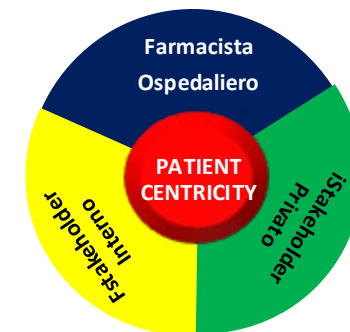 Farmacista
Ospedaliero
PATIENT
CENTRICITY
Fstakeholder
Interno
iStakeholder
Privato